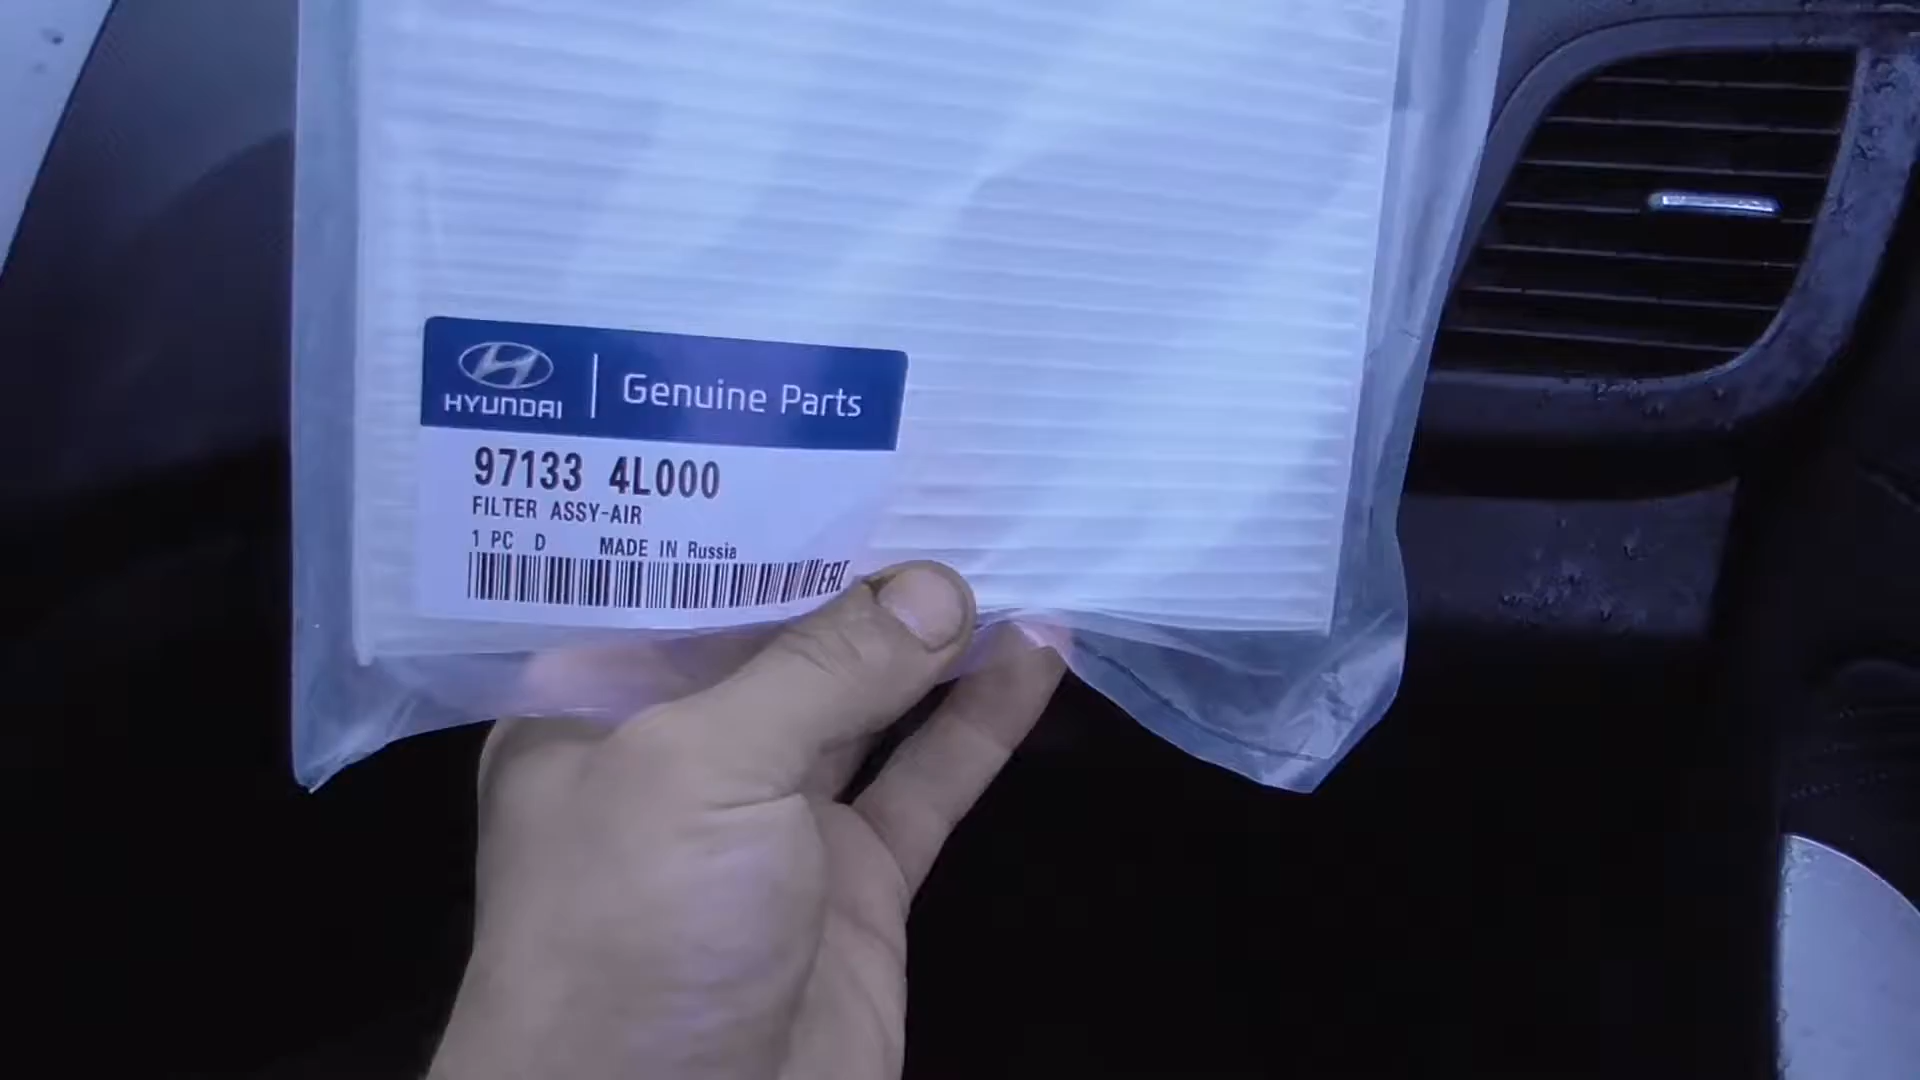 HYUNDAI
Genuine Parts
97133 4L000
FILTER ASSY-AIR
1 PC D MADE IN Russia
EAC